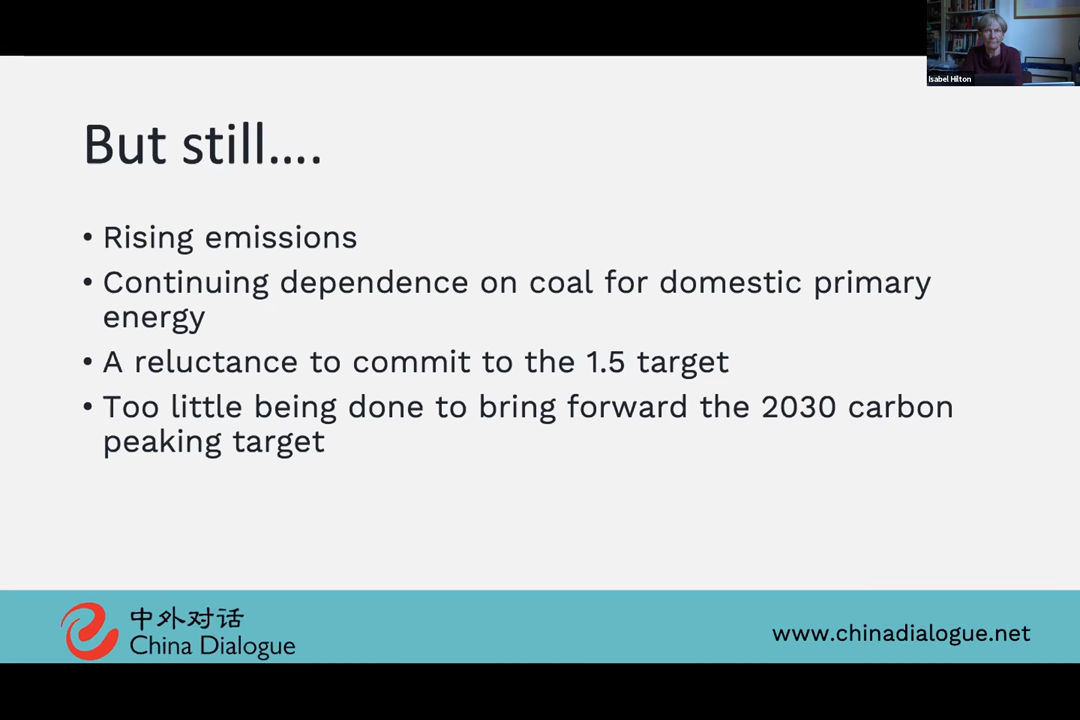 Isabel Hilton
But still....
• Rising emissions
• Continuing dependence on coal for domestic primary
energy
• A reluctance to commit to the 1.5 target
• Too little being done to bring forward the 2030 carbon
peaking target
中外对话
China Dialogue
www.chinadialogue.net